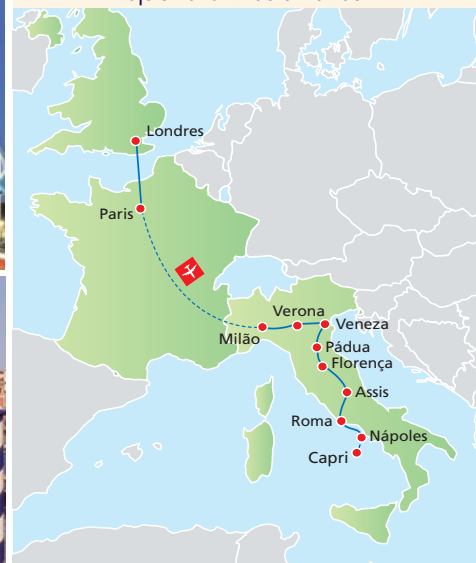 Londres
Paris
Verona
Milão
Veneza
Pádua
Florença
Assis
Roma
Nápoles
Capri